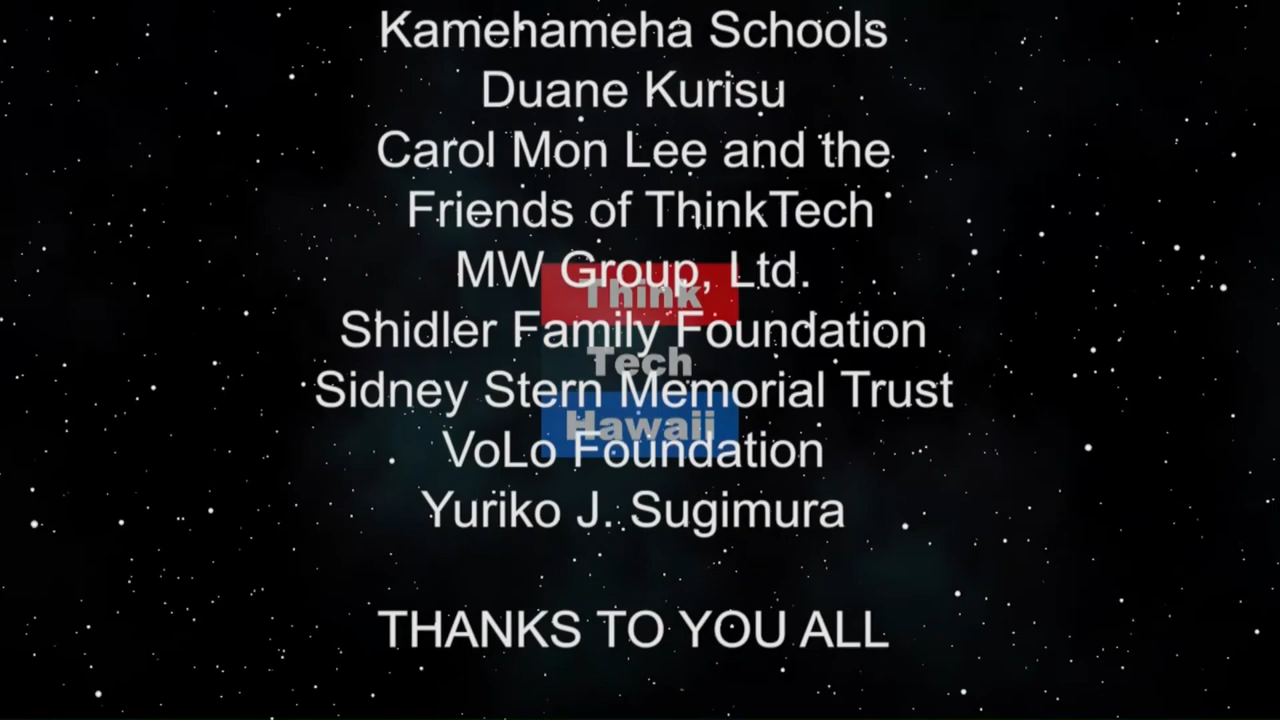 Kamehameha Schools
Duane Kurisu
Carol Mon Lee and the
Friends of ThinkTech
MW Group, Ltd.
Think
Shidler Family Foundation
Tech
Sidney Stern Memorial Trust
Hawaii
VoLo Foundation
Yuriko J. Sugimura
THANKS TO YOU ALL